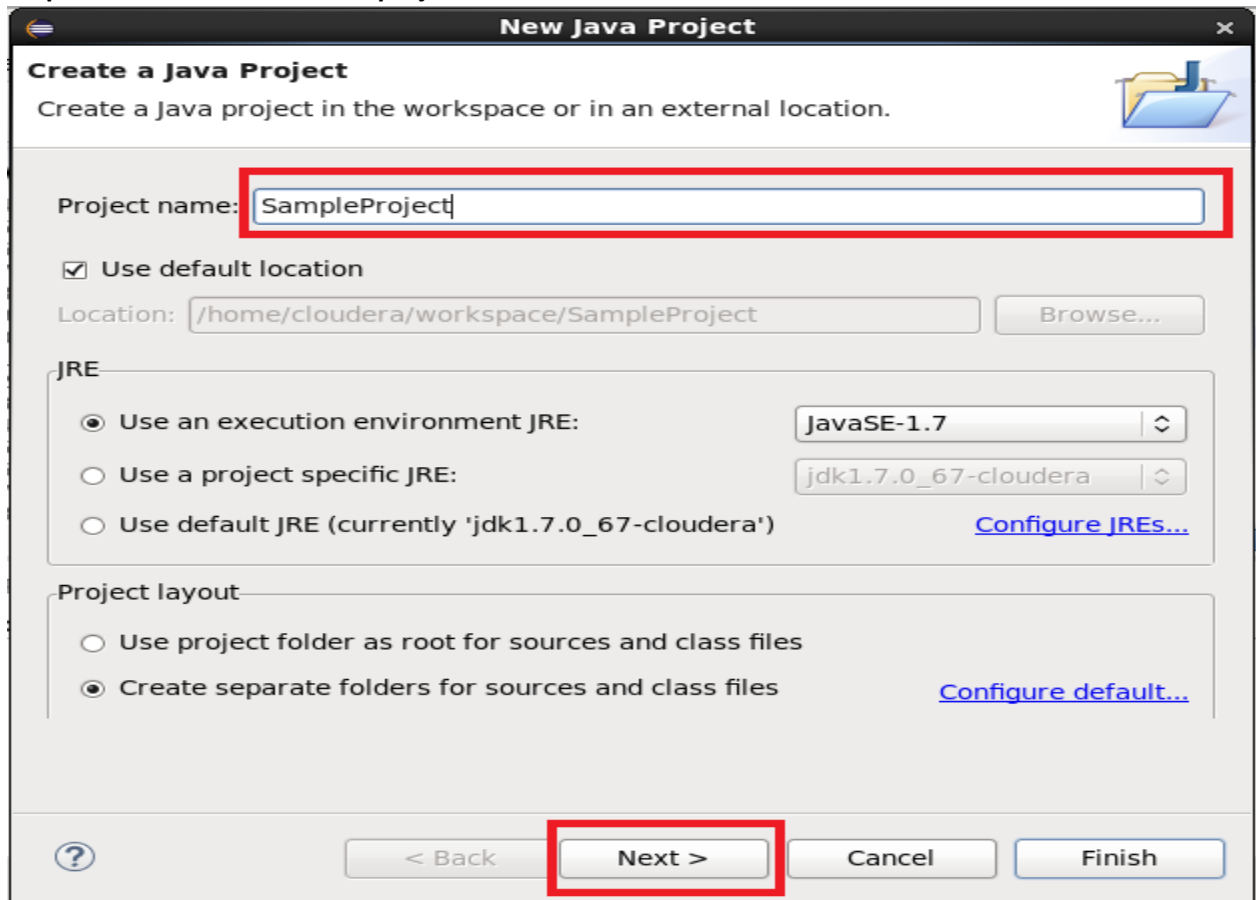 New Java Project
Create a Java Project
Create a Java project in the workspace or in an external location.
Project name: SampleProject
Use default location
Location: /home/cloudera/workspace/SampleProject Browse...
JRE
Use an execution environment JRE: JavaSE-1.7
Use a project specific JRE: jdk1.7.0_67-cloudera
Use default JRE (currently 'jdk1.7.0_67-cloudera') Configure JREs...
Project layout
Use project folder as root for sources and class files
Create separate folders for sources and class files Configure default...
? < Back Next > Cancel Finish